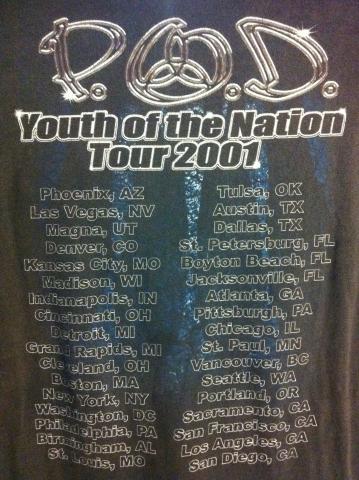 P.O.D.
Youth of the Nation
Tour 2001
Phoenix, AZ
Las Vegas, NV
Magna, UT
Denver, CO
Kansas City, MO
Madison, WI
Indianapolis, IN
Cincinnati, OH
Detroit, MI
Grand Rapids, MI
Cleveland, OH
Boston, MA
New York, NY
Washington, DC
Philadelphia, PA
Birmingham, AL
St. Louis, MO
Tulsa, OK
Austin, TX
Dallas, TX
St. Petersburg, FL
Boyton Beach, FL
Jacksonville, FL
Atlanta, GA
Pittsburgh, PA
Chicago, IL
St. Paul, MN
Vancouver, BC
Seattle, WA
Portland, OR
Sacramento, CA
San Francisco, CA
Los Angeles, CA
San Diego, CA